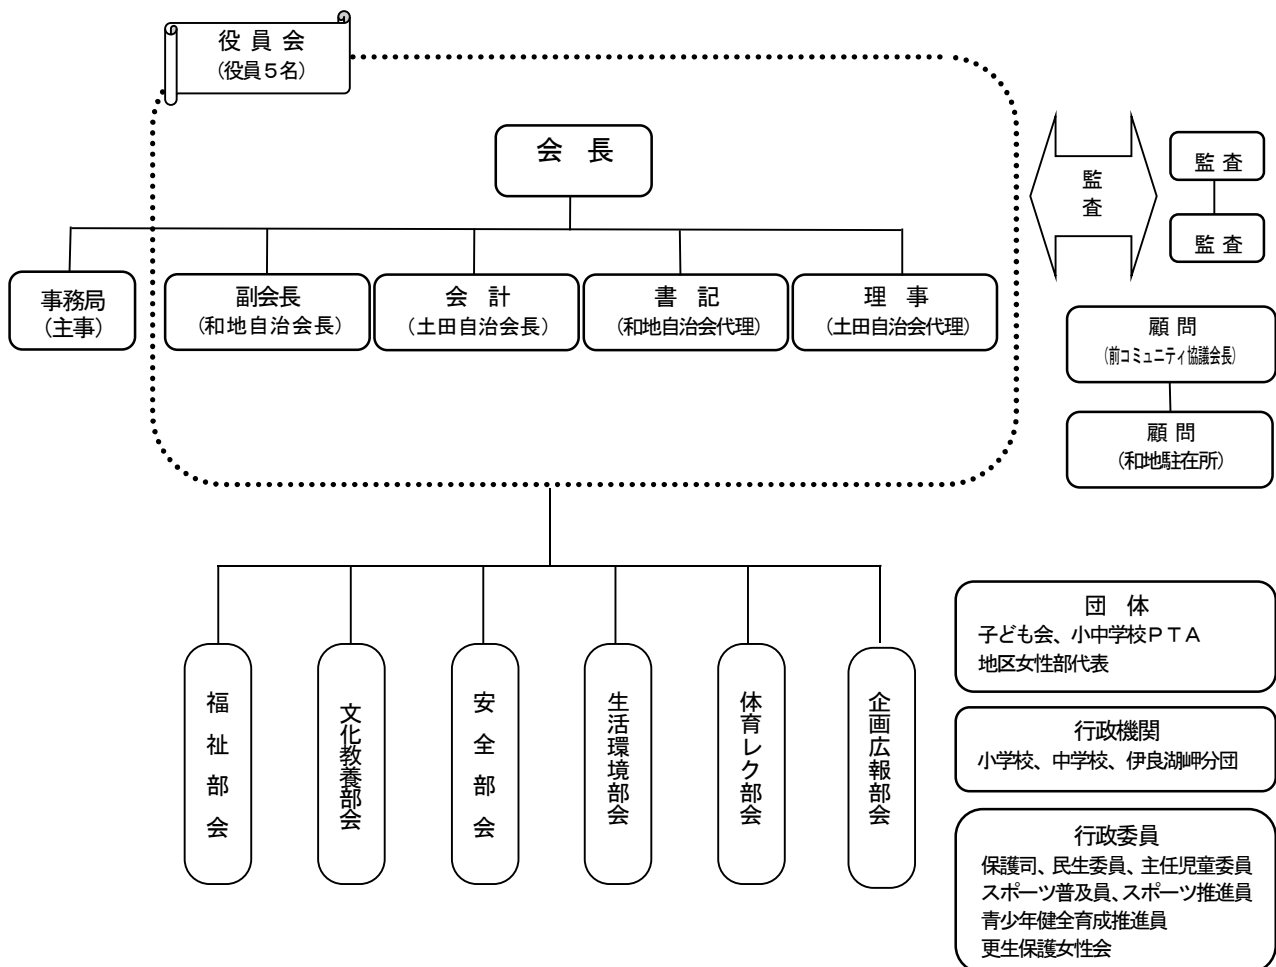 役員会
(役員5名)
会 長
監査
監 査
監 査
事務局
(主事)
副会長
(和地自治会長)
会 計
(土田自治会長)
書 記
(和地自治会代理)
理 事
(土田自治会代理)
顧 問
(前コミュニティ協議会長)
顧 問
(和地駐在所)
福祉部会
文化教養部会
安全部会
生活環境部会
体育レク部会
企画広報部会
団 体
子ども会、小中学校PTA
地区女性部代表
行政機関
小学校、中学校、伊良湖岬分団
行政委員
保護司、民生委員、主任児童委員
スポーツ普及員、スポーツ推進員
青少年健全育成推進員
更生保護女性会